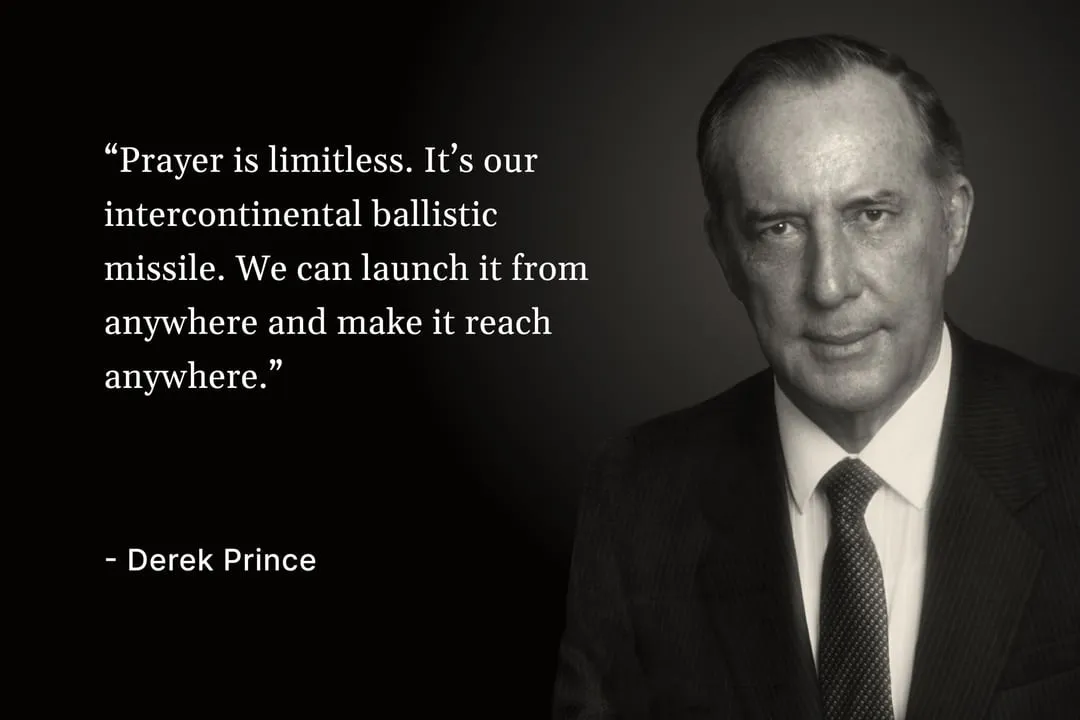 “Prayer is limitless. It’s our
intercontinental ballistic
missile. We can launch it from
anywhere and make it reach
anywhere.”
- Derek Prince